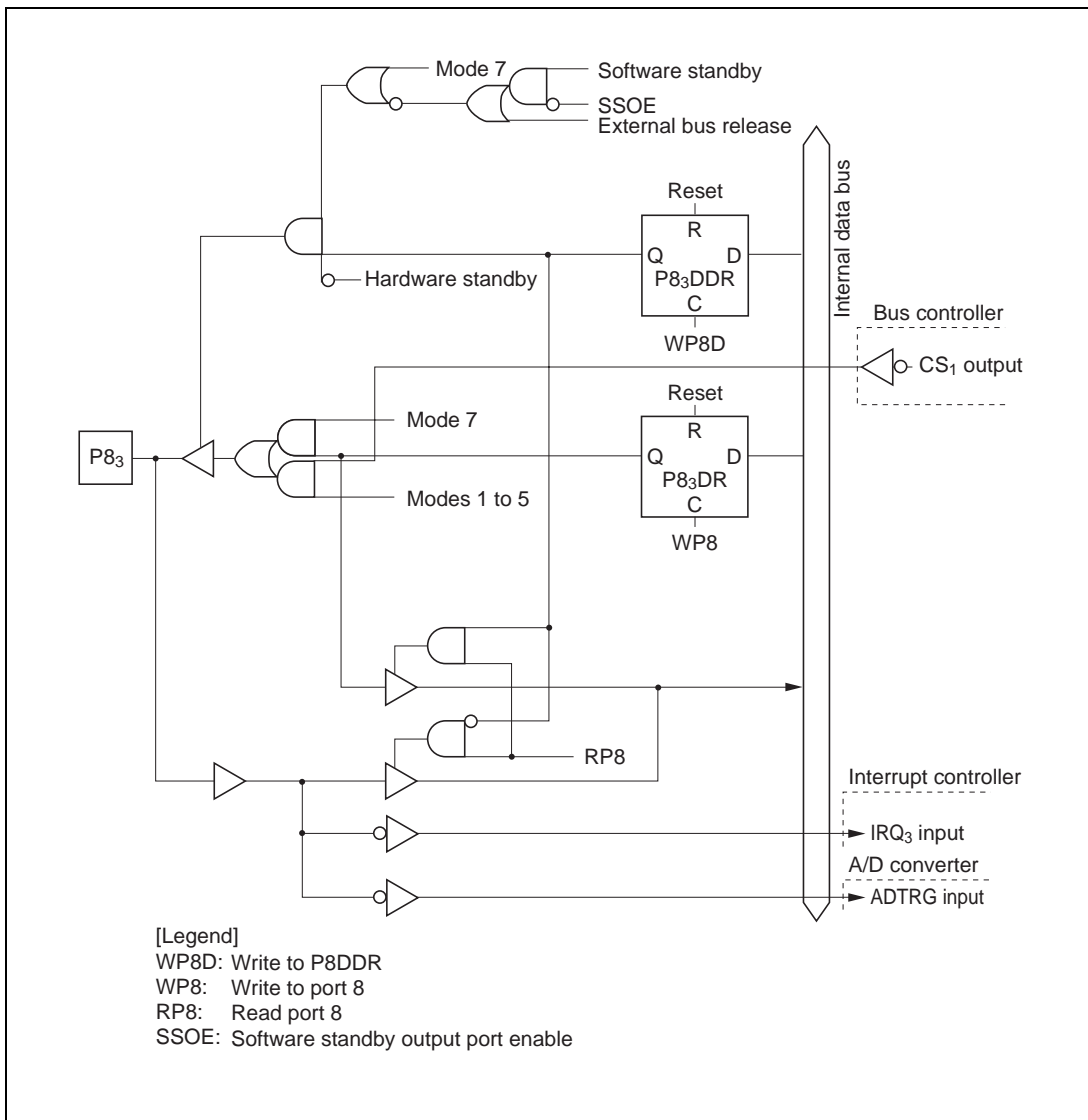 Mode 7
Software standby
SSOE
External bus release
Reset
R
Q
D
P8₃DDR
C
WP8D
Internal data bus
Hardware standby
Bus controller
CS₁ output
Reset
R
Q
D
P8₃DR
C
WP8
Mode 7
P8₃
Modes 1 to 5
RP8
Interrupt controller
IRQ₃ input
A/D converter
ADTRG input
[Legend]
WP8D: Write to P8DDR
WP8: Write to port 8
RP8: Read port 8
SSOE: Software standby output port enable